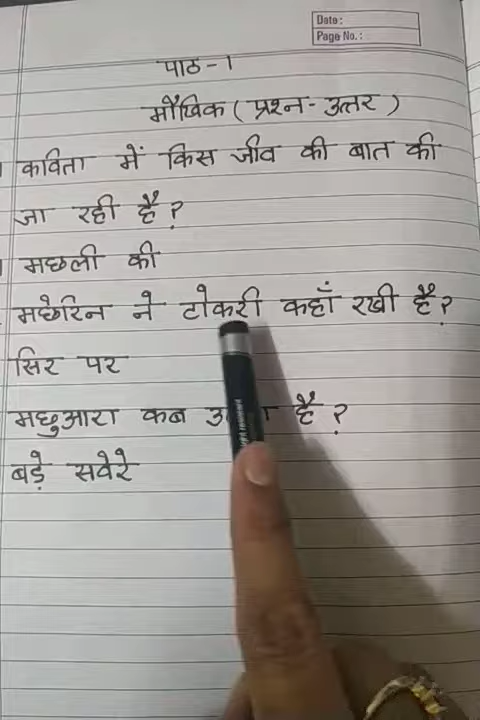 Date :
Page No. :
पाठ - 1
मौखिक ( प्रश्न - उत्तर )
कविता में किस जीव की बात की
जा रही है ?
मछली की
मछेरिन ने टोकरी कहाँ रखी है ?
सिर पर
मछुआरा कब है ?
बड़े सवेरे